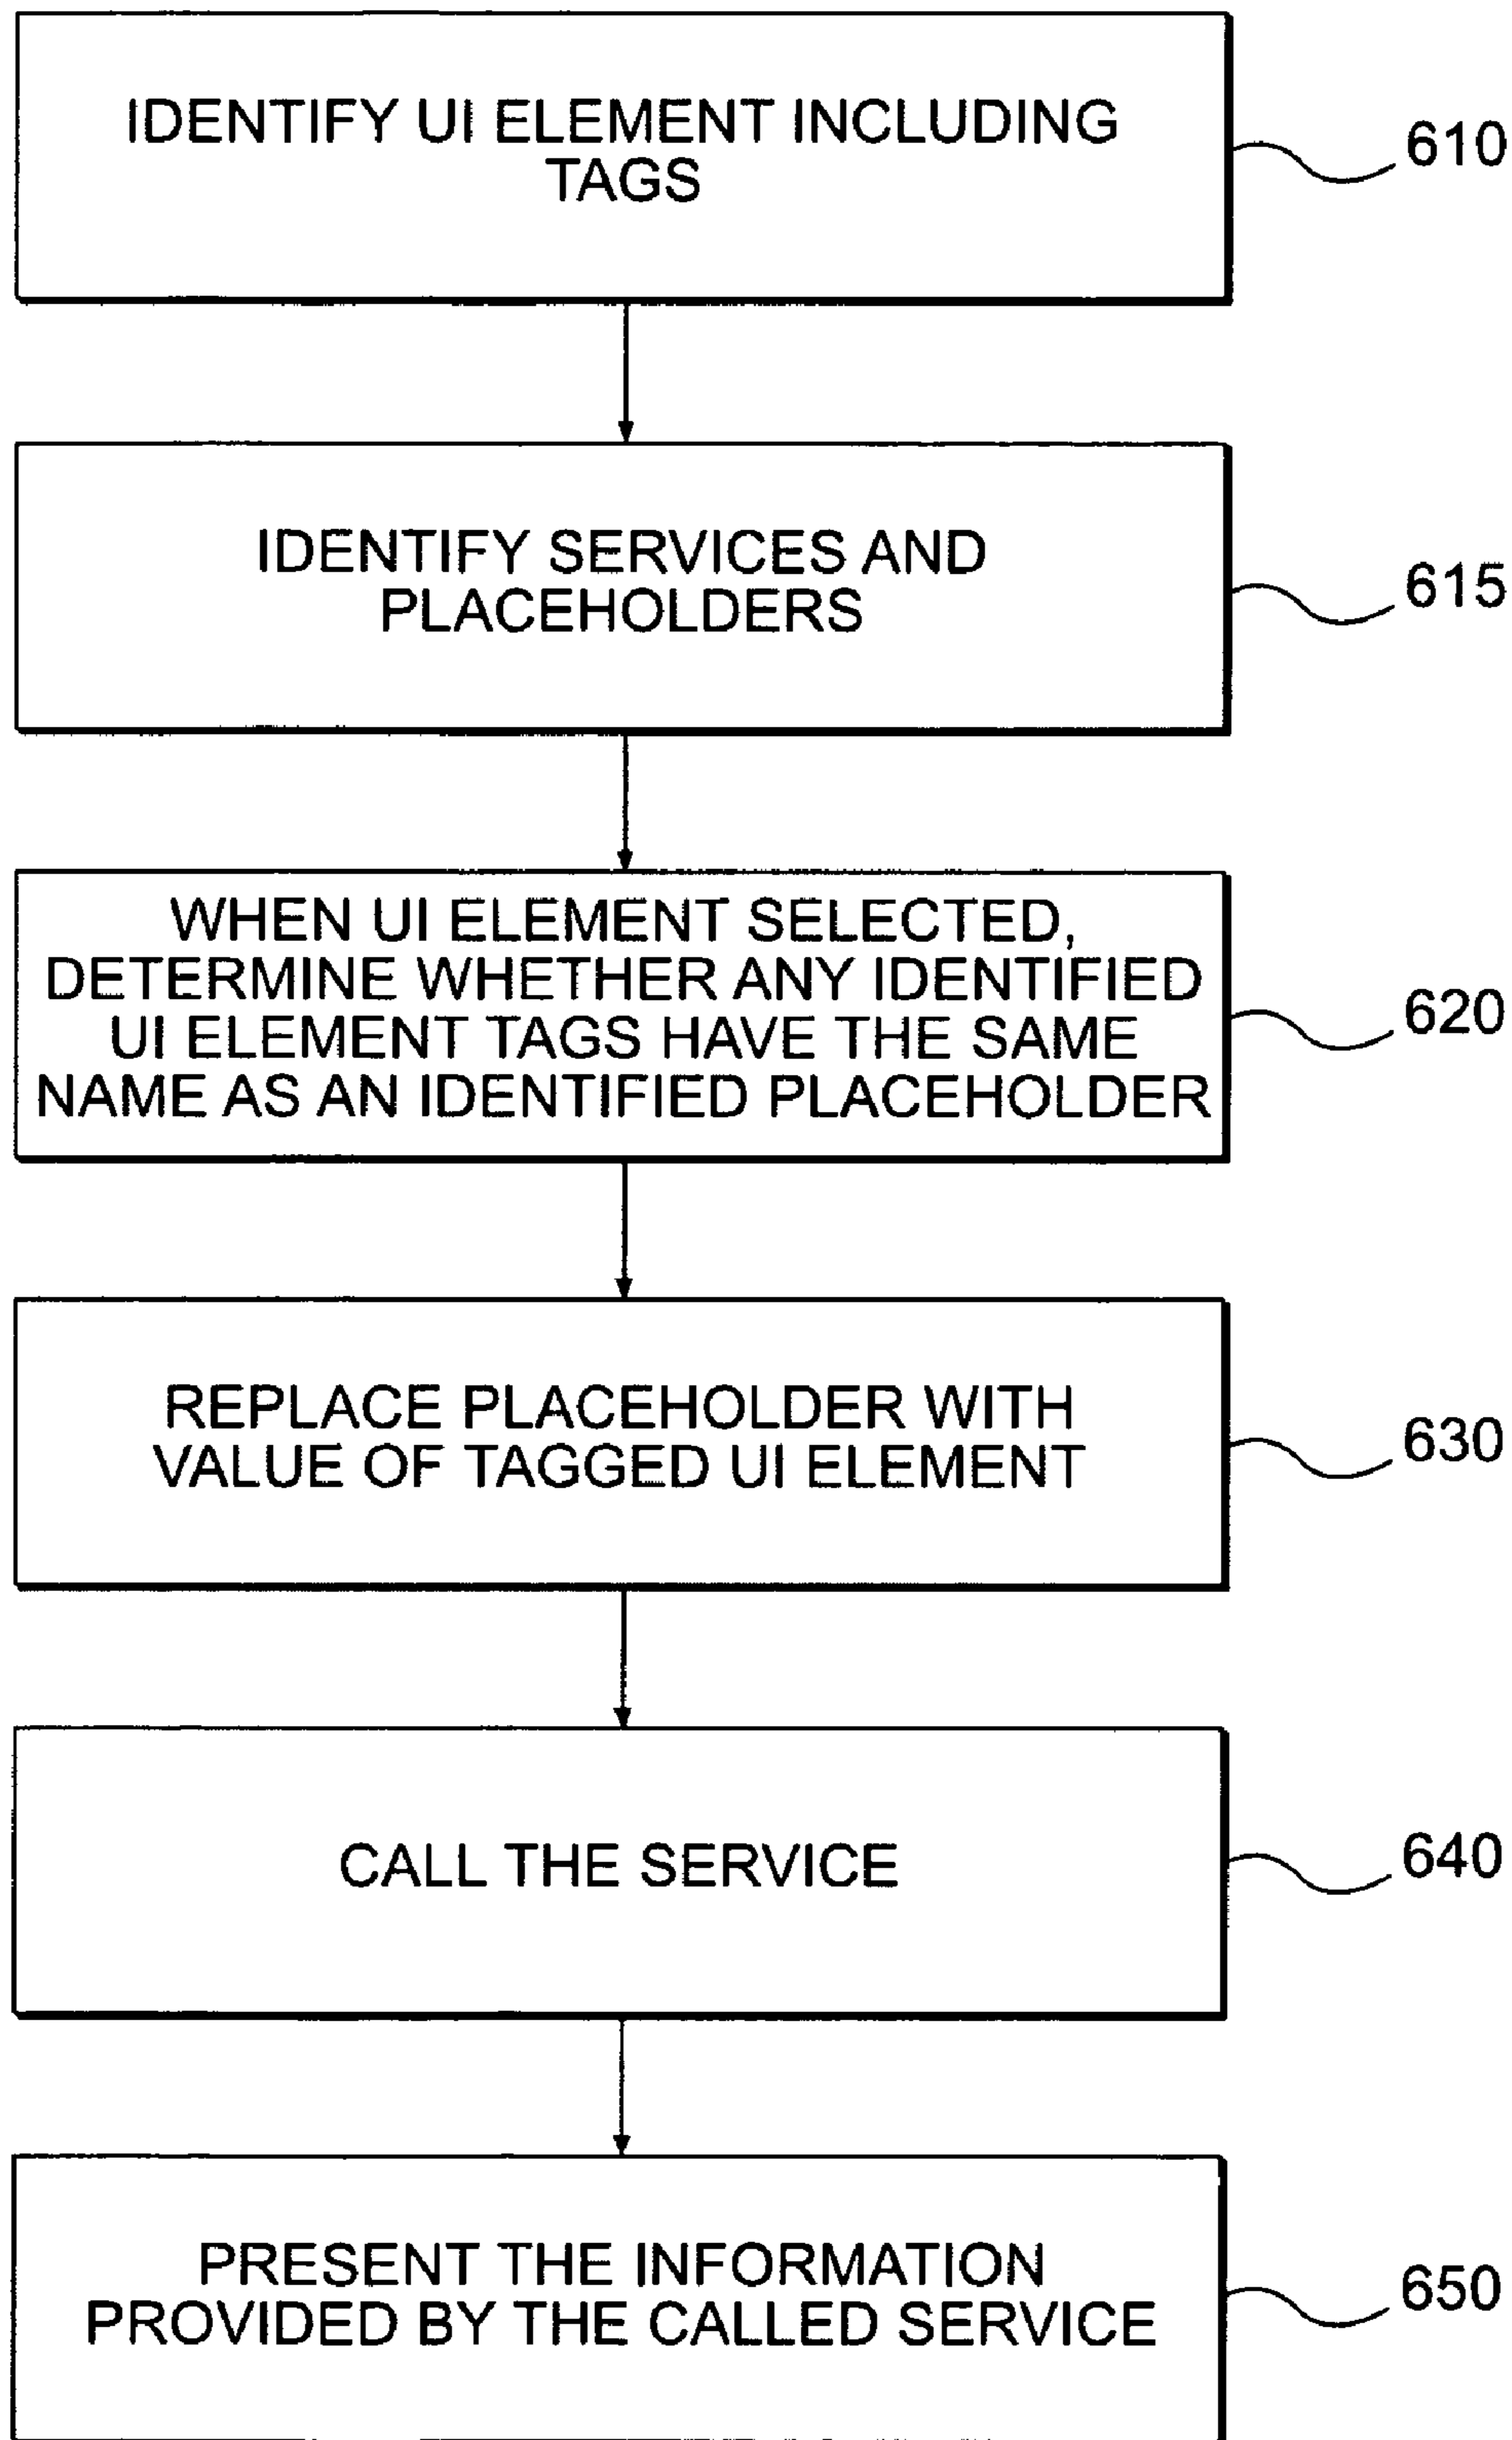 IDENTIFY UI ELEMENT INCLUDING
TAGS
610
IDENTIFY SERVICES AND
PLACEHOLDERS
615
WHEN UI ELEMENT SELECTED,
DETERMINE WHETHER ANY IDENTIFIED
UI ELEMENT TAGS HAVE THE SAME
NAME AS AN IDENTIFIED PLACEHOLDER
620
REPLACE PLACEHOLDER WITH
VALUE OF TAGGED UI ELEMENT
630
CALL THE SERVICE
640
PRESENT THE INFORMATION
PROVIDED BY THE CALLED SERVICE
650